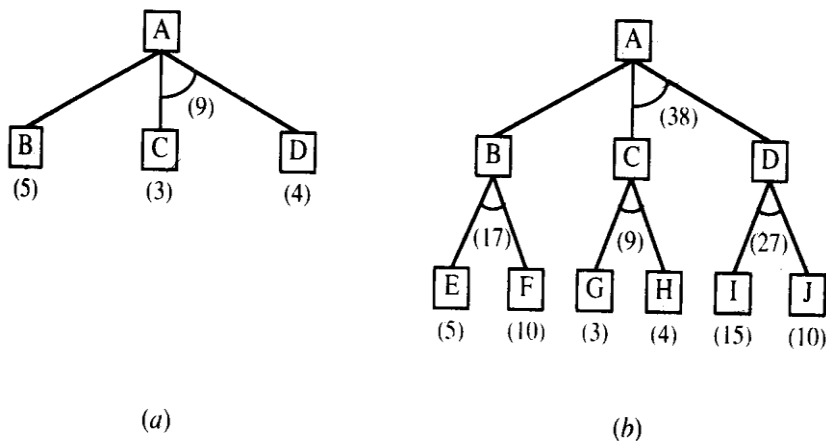 A
(9)
B C D
(5) (3) (4)
(a)
A
(38)
B C D
(17) (9) (27)
E F G H I J
(5) (10) (3) (4) (15) (10)
(b)